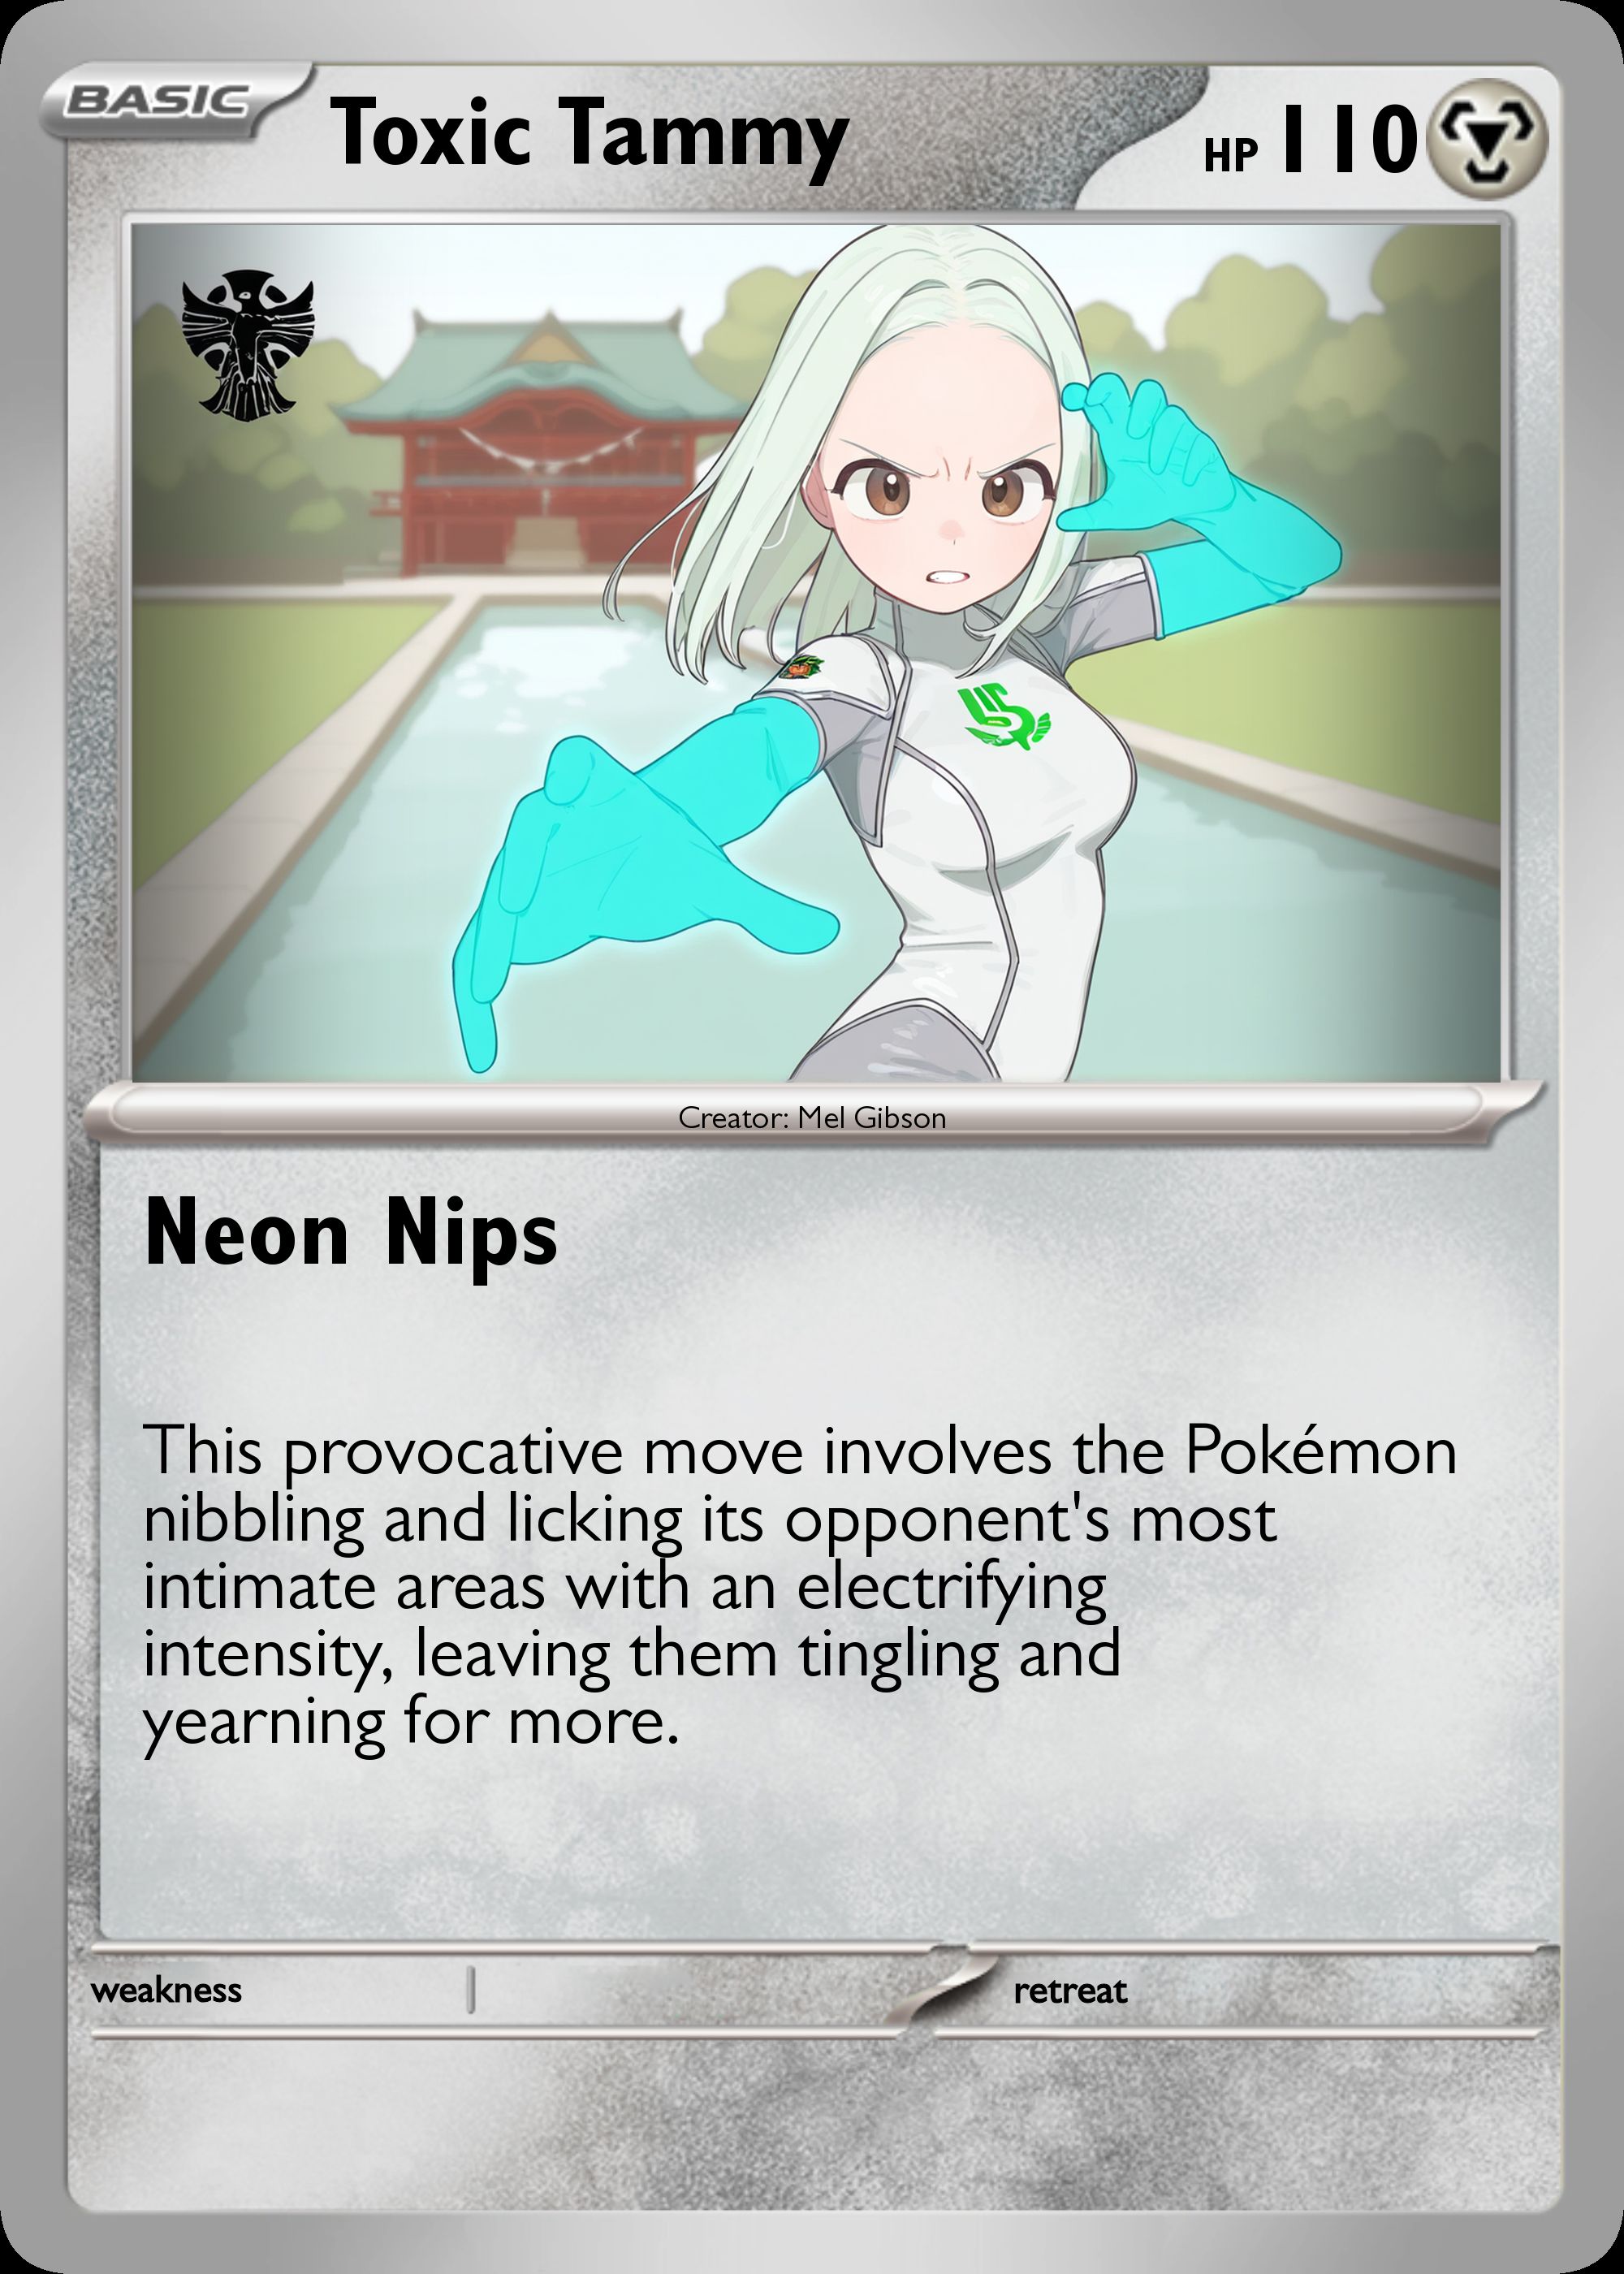 BASIC
Toxic Tammy
HP 110
Creator: Mel Gibson
Neon Nips
This provocative move involves the Pokémon
nibbling and licking its opponent's most
intimate areas with an electrifying
intensity, leaving them tingling and
yearning for more.
weakness
retreat